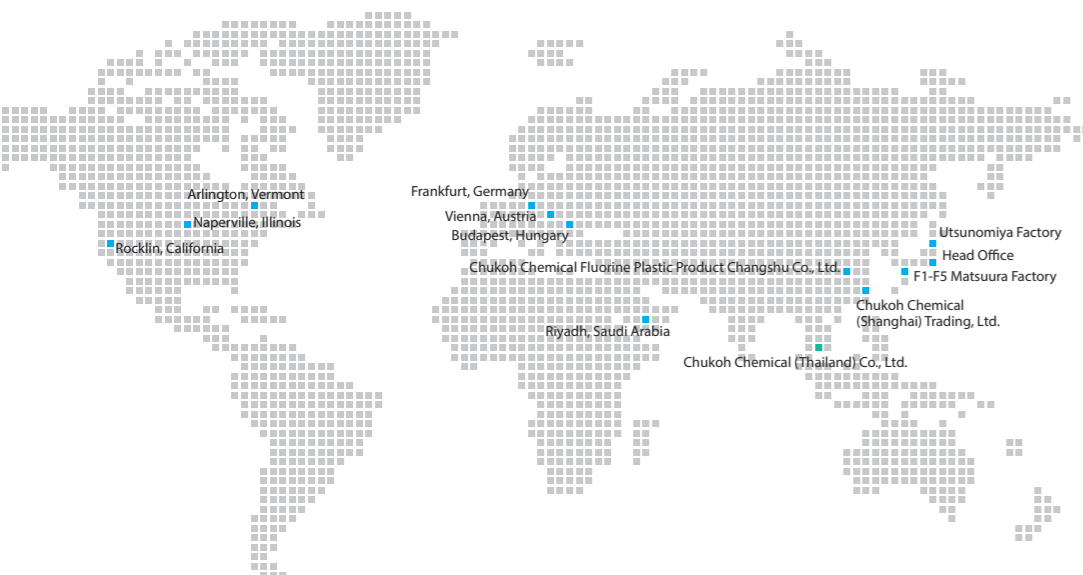 Arlington, Vermont
Naperville, Illinois
Rocklin, California
Frankfurt, Germany
Vienna, Austria
Budapest, Hungary
Chukoh Chemical Fluorine Plastic Product Changshu Co., Ltd.
Riyadh, Saudi Arabia
Utsunomiya Factory
Head Office
F1-F5 Matsuura Factory
Chukoh Chemical
(Shanghai) Trading, Ltd.
Chukoh Chemical (Thailand) Co., Ltd.